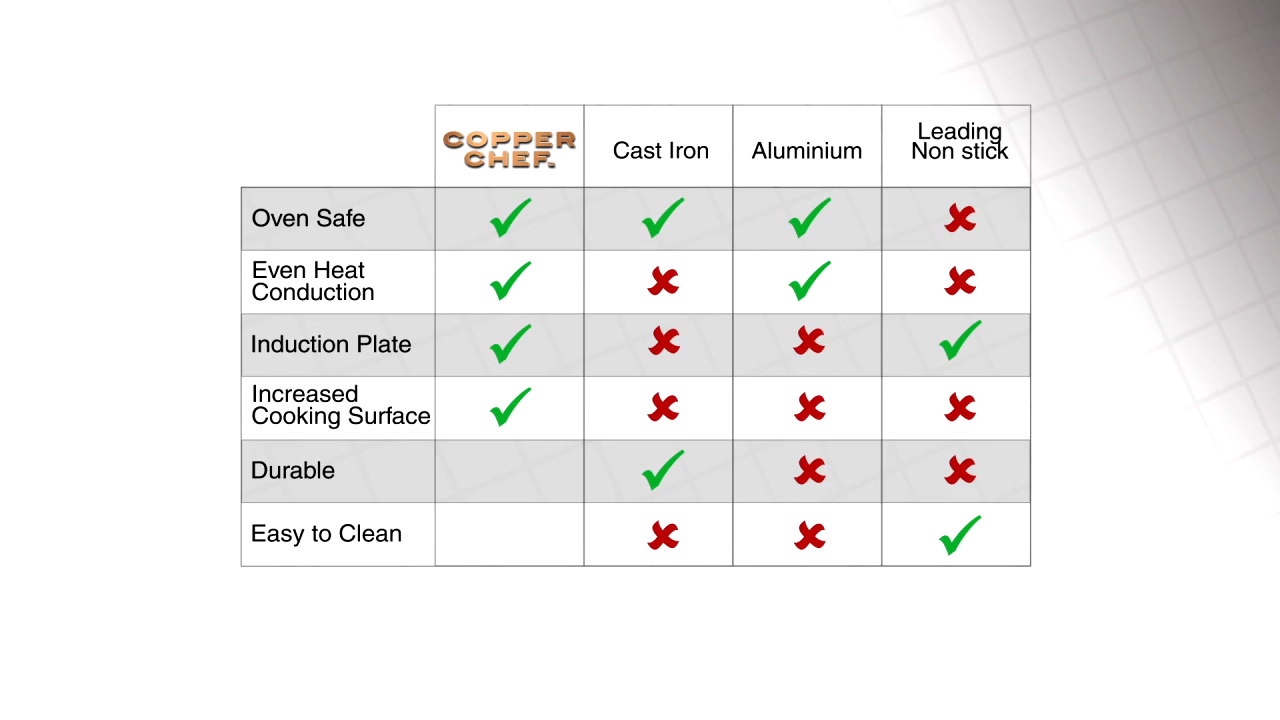 COPPER
CHEF™
Cast Iron
Aluminium
Leading
Non stick
Oven Safe
Even Heat
Conduction
Induction Plate
Increased
Cooking Surface
Durable
Easy to Clean